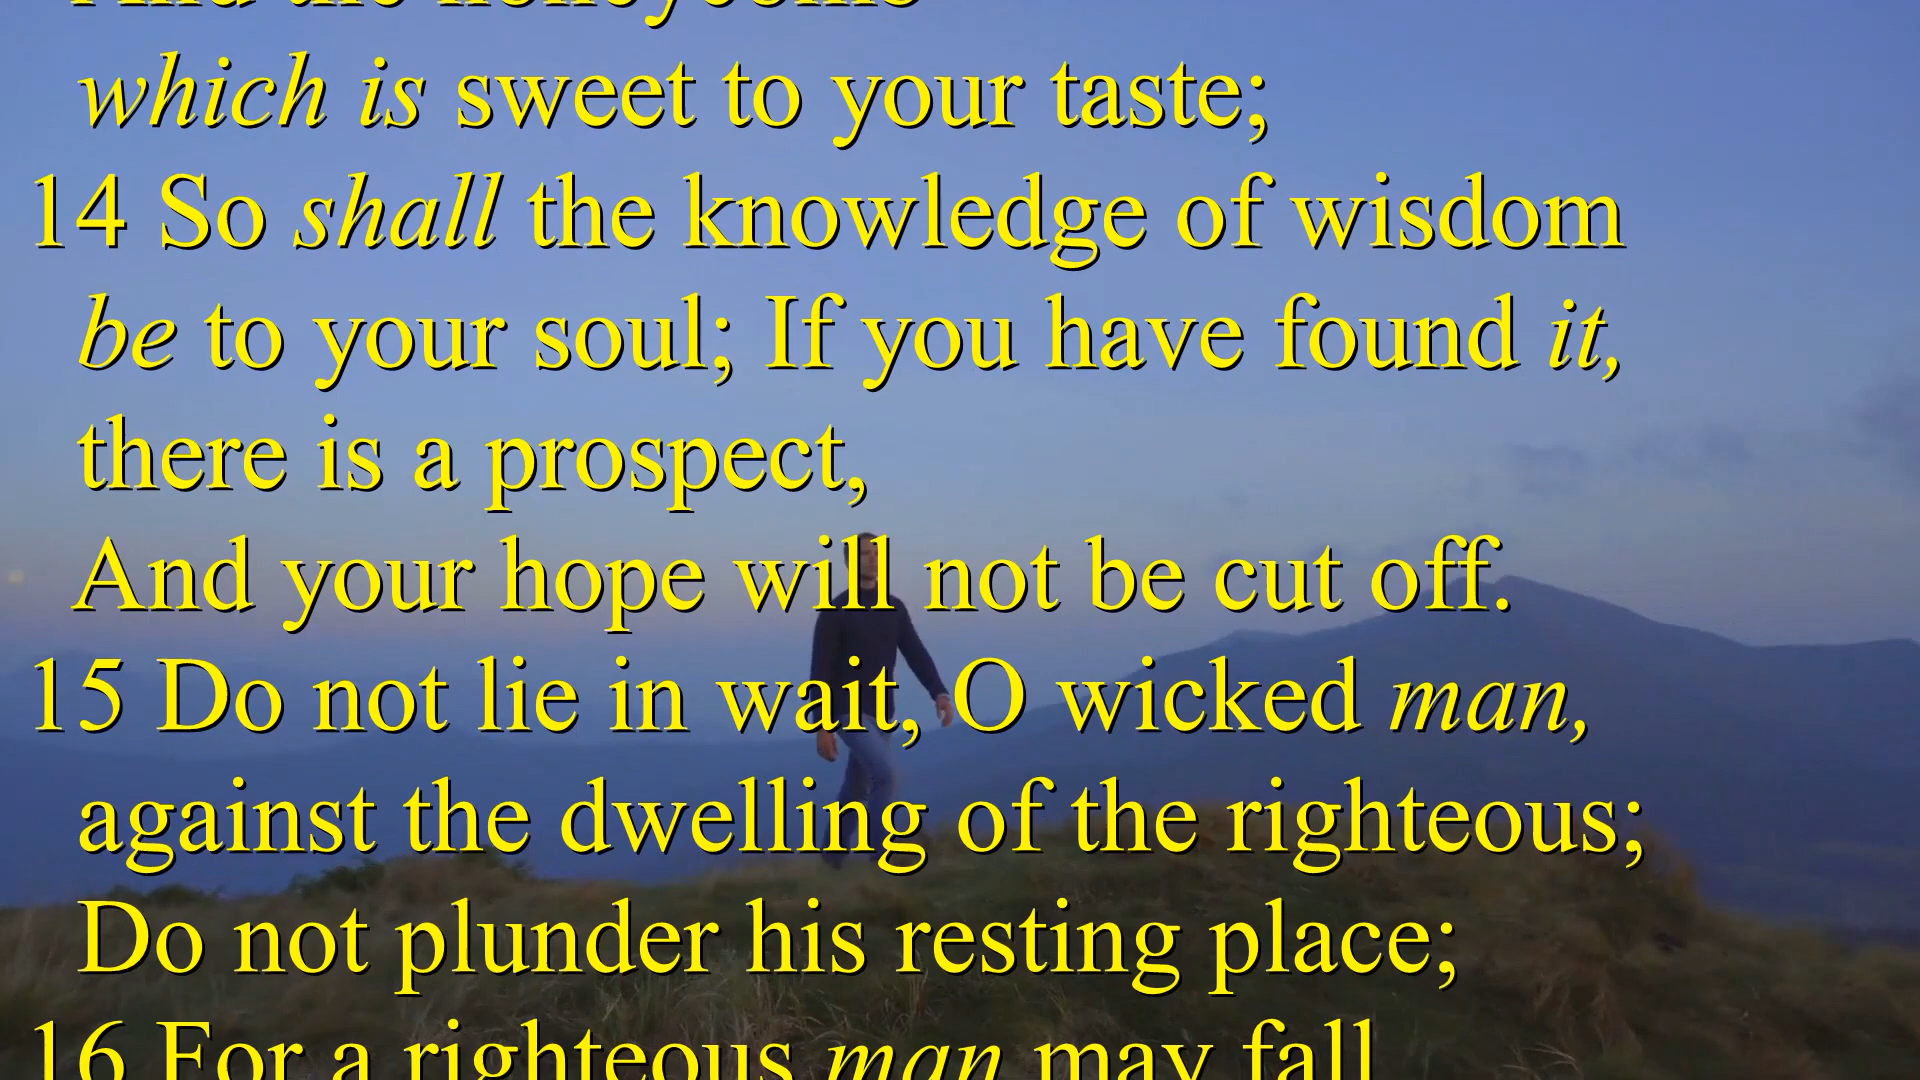 And the honeycomb
which is sweet to your taste;
14 So shall the knowledge of wisdom
be to your soul; If you have found it,
there is a prospect,
And your hope will not be cut off.
15 Do not lie in wait, O wicked man,
against the dwelling of the righteous;
Do not plunder his resting place;
16 For a righteous man may fall